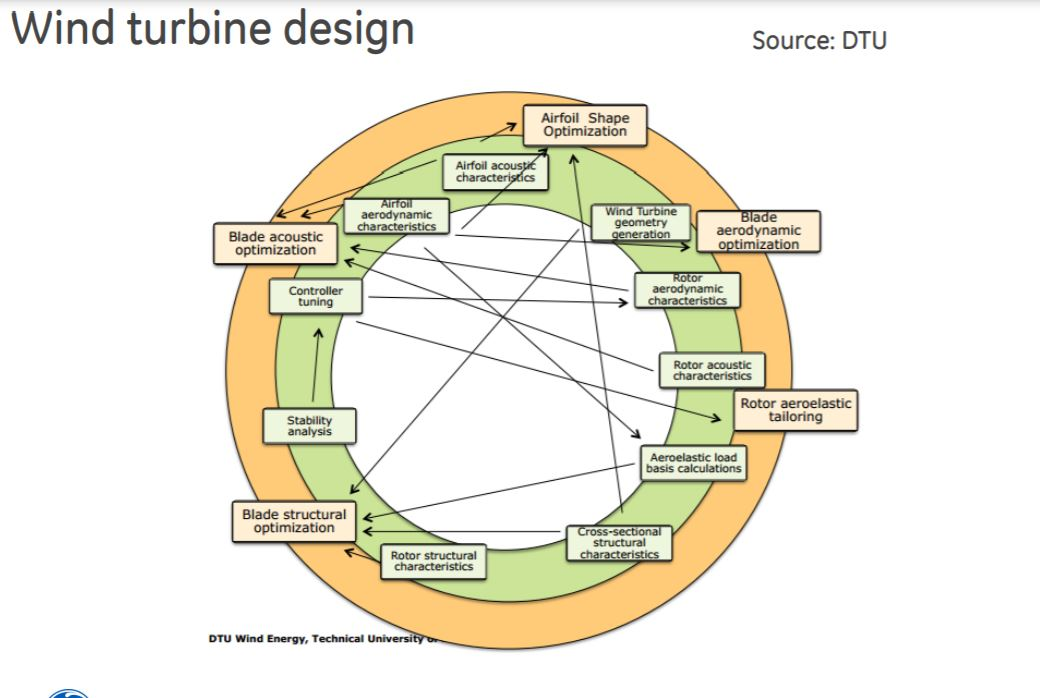 Wind turbine design
Source: DTU
Airfoil Shape
Optimization
Airfoil acoustic
characteristics
Airfoil
aerodynamic
characteristics
Wind Turbine
geometry
generation
Blade
aerodynamic
optimization
Blade acoustic
optimization
Controller
tuning
Rotor
aerodynamic
characteristics
Rotor acoustic
characteristics
Rotor aeroelastic
tailoring
Stability
analysis
Aeroelastic load
basis calculations
Blade structural
optimization
Cross-sectional
structural
characteristics
Rotor structural
characteristics
DTU Wind Energy, Technical University